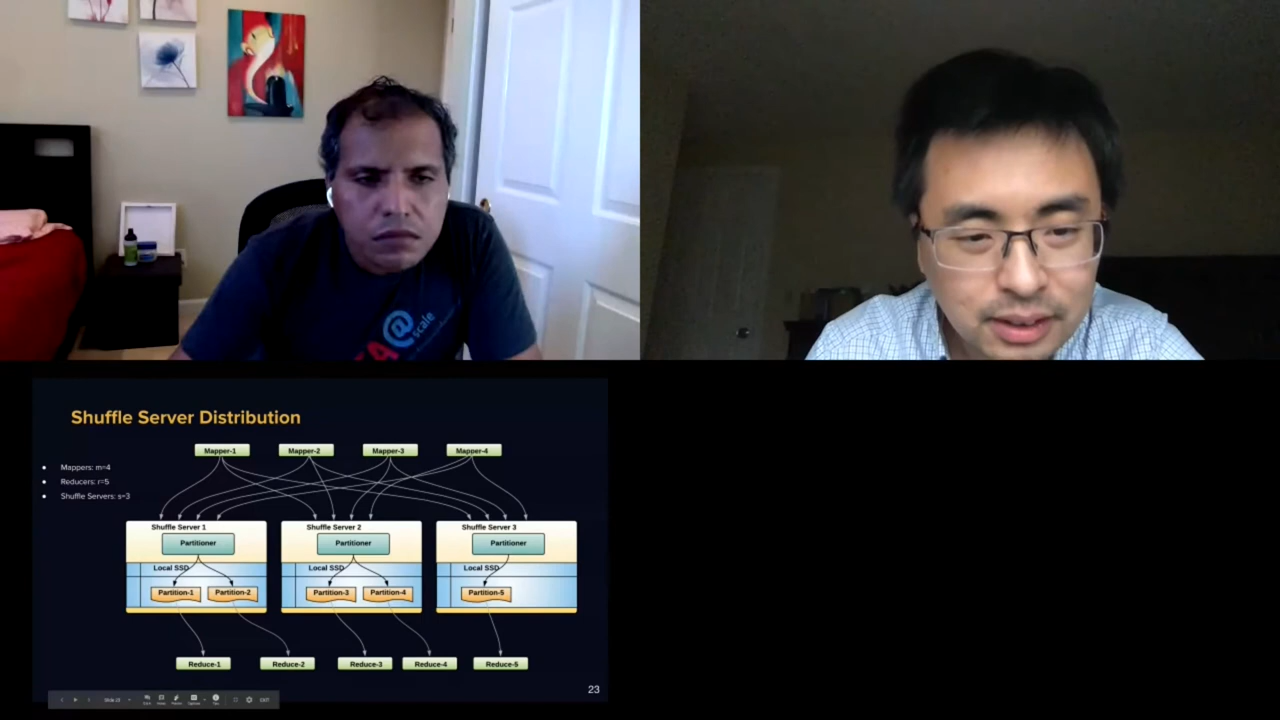 @
scale
Shuffle Server Distribution
Mapper-1 Mapper-2 Mapper-3 Mapper-4
Mappers: m=4
Reducers: r=5
Shuffle Servers: s=3
Shuffle Server 1 Shuffle Server 2 Shuffle Server 3
Partitioner Partitioner Partitioner
Local SSD Local SSD Local SSD
Partition-1 Partition-2 Partition-3 Partition-4 Partition-5
Reduce-1 Reduce-2 Reduce-3 Reduce-4 Reduce-5
23
Slide 23